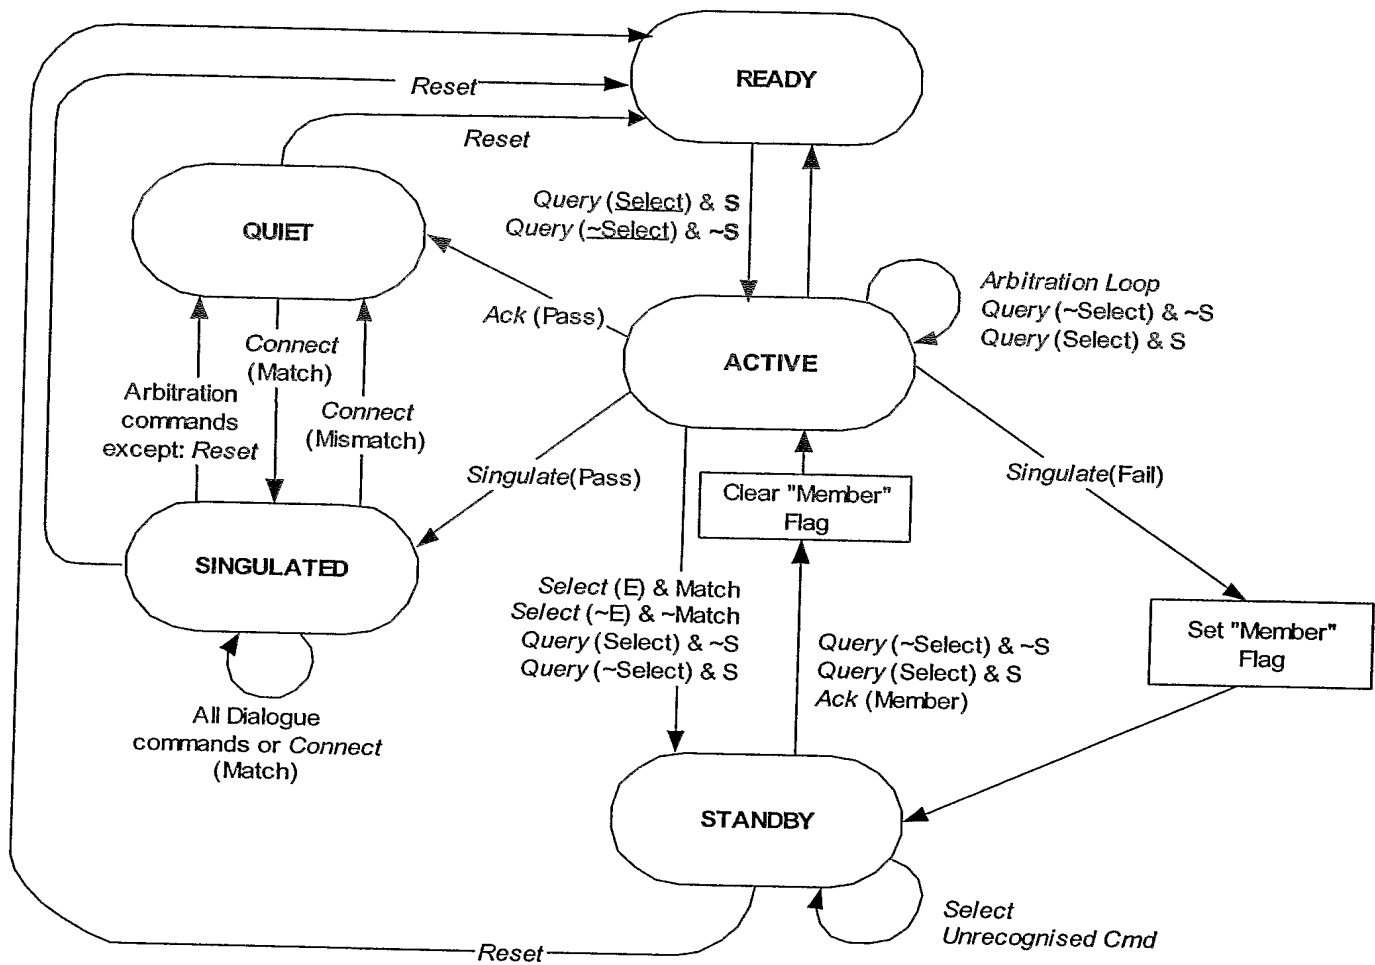 READY
Reset
Reset
Query (Select) & S
Query (~Select) & ~S
QUIET
Arbitration Loop
Query (~Select) & ~S
Query (Select) & S
Ack (Pass)
ACTIVE
Connect
(Match)
Arbitration
commands
except: Reset
Connect
(Mismatch)
Singulate(Pass)
Singulate(Fail)
Clear "Member"
Flag
SINGULATED
Select (E) & Match
Select (~E) & ~Match
Query (Select) & ~S
Query (~Select) & S
Query (~Select) & ~S
Query (Select) & S
Ack (Member)
Set "Member"
Flag
All Dialogue
commands or Connect
(Match)
STANDBY
Select
Unrecognised Cmd
Reset